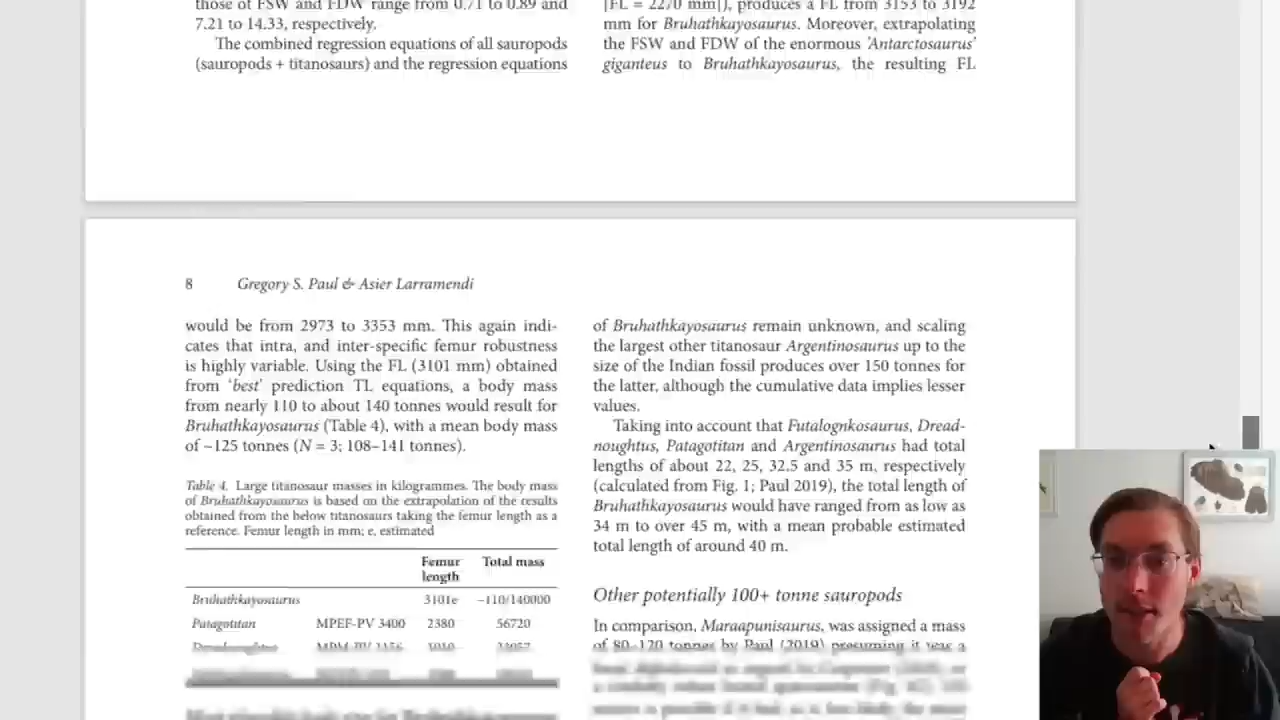 those of FSW and FDW range from 0.71 to 0.89 and
7.21 to 14.33, respectively.
The combined regression equations of all sauropods
(sauropods + titanosaurs) and the regression equations
[FL = 2270 mm]), produces a FL from 3153 to 3192
mm for Bruhathkayosaurus. Moreover, extrapolating
the FSW and FDW of the enormous 'Antarctosaurus'
giganteus to Bruhathkayosaurus, the resulting FL
8 Gregory S. Paul & Asier Larramendi
would be from 2973 to 3353 mm. This again indi-
cates that intra, and inter-specific femur robustness
is highly variable. Using the FL (3101 mm) obtained
from 'best' prediction TL equations, a body mass
from nearly 110 to about 140 tonnes would result for
Bruhathkayosaurus (Table 4), with a mean body mass
of ~125 tonnes (N = 3; 108–141 tonnes).
Table 4. Large titanosaur masses in kilogrammes. The body mass
of Bruhathkayosaurus is based on the extrapolation of the results
obtained from the below titanosaurs taking the femur length as a
reference. Femur length in mm; e, estimated
Femur length Total mass
Bruhathkayosaurus 3101e ~110/140000
Patagotitan MPEF-PV 3400 2380 56720
of Bruhathkayosaurus remain unknown, and scaling
the largest other titanosaur Argentinosaurus up to the
size of the Indian fossil produces over 150 tonnes for
the latter, although the cumulative data implies lesser
values.
Taking into account that Futalognkosaurus, Dread-
noughtus, Patagotitan and Argentinosaurus had total
lengths of about 22, 25, 32.5 and 35 m, respectively
(calculated from Fig. 1; Paul 2019), the total length of
Bruhathkayosaurus would have ranged from as low as
34 m to over 45 m, with a mean probable estimated
total length of around 40 m.
Other potentially 100+ tonne sauropods
In comparison, Maraapunisaurus, was assigned a mass
of 80–120 tonnes by Paul (2019) presuming it was a